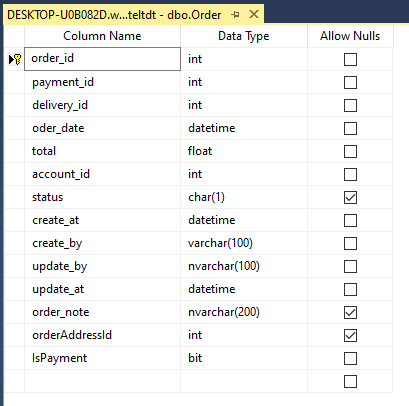 DESKTOP-U0B082D.w...teltdt - dbo.Order
Column Name Data Type Allow Nulls
order_id int
payment_id int
delivery_id int
oder_date datetime
total float
account_id int
status char(1)
create_at datetime
create_by varchar(100)
update_by nvarchar(100)
update_at datetime
order_note nvarchar(200)
orderAddressId int
IsPayment bit